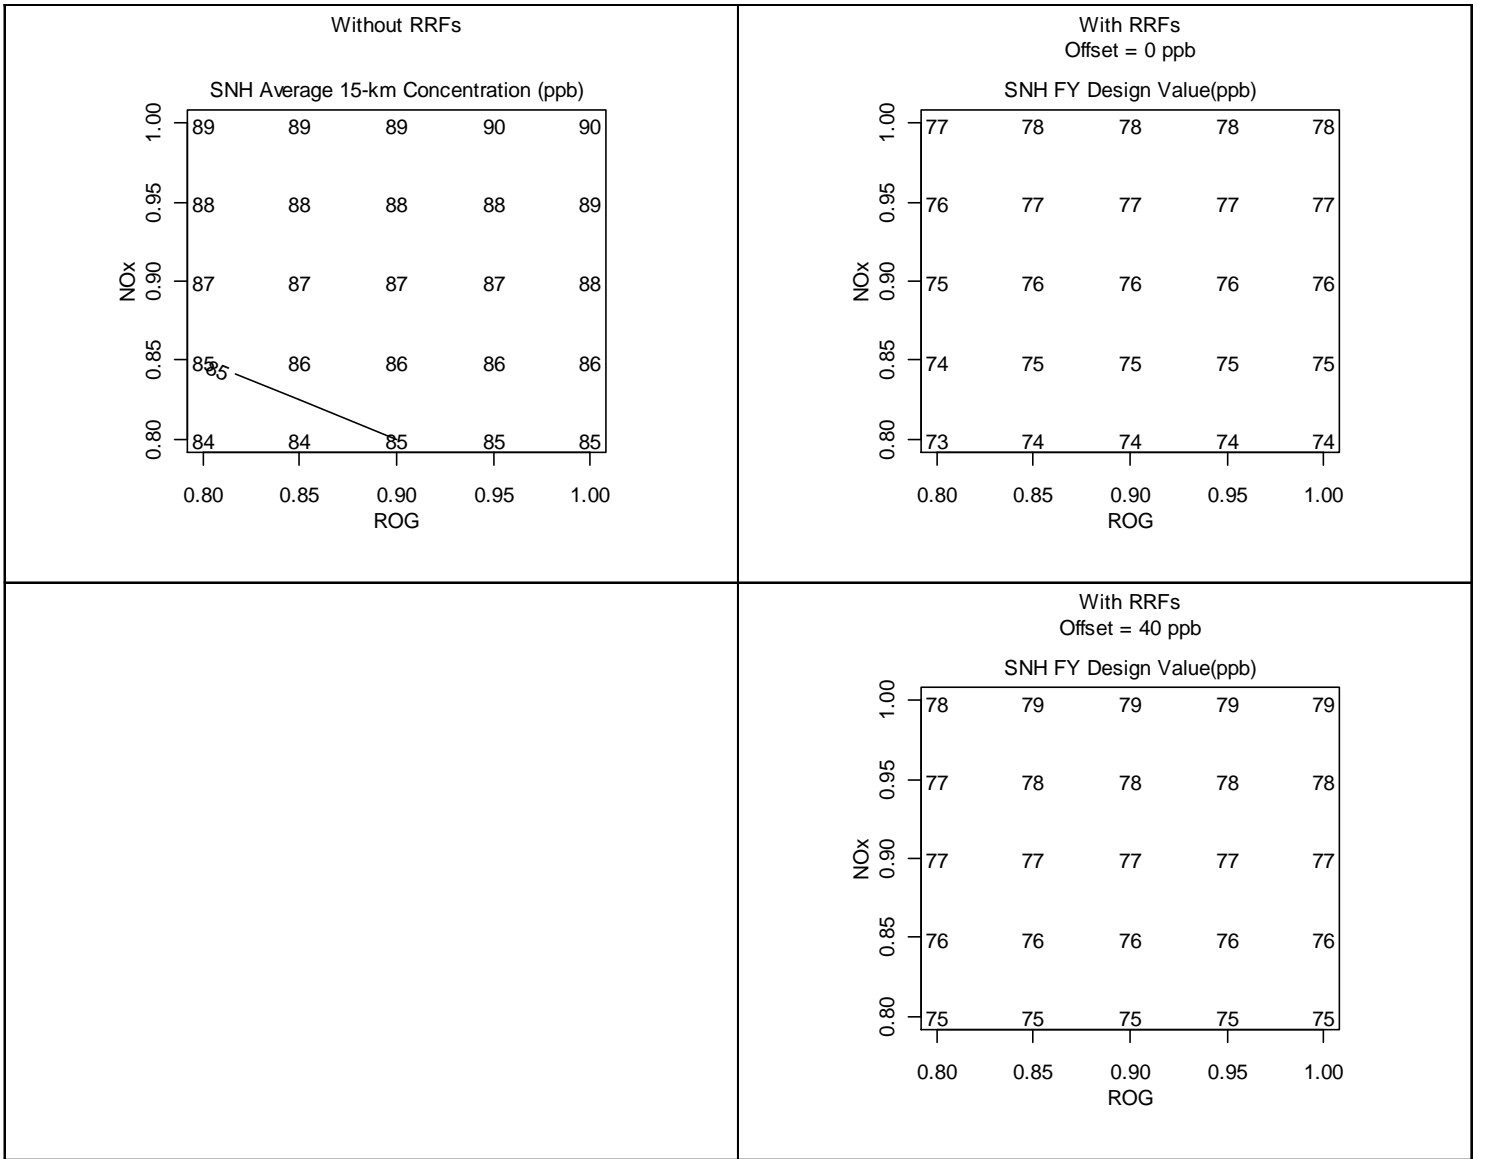 Without RRFs
SNH Average 15-km Concentration (ppb)
1.00 89 89 89 90 90
0.95 88 88 88 88 89
NOx
0.90 87 87 87 87 88
0.85 85 86 86 86 86
85
0.80 84 84 85 85 85
0.80 0.85 0.90 0.95 1.00
ROG
With RRFs
Offset = 0 ppb
SNH FY Design Value(ppb)
1.00 77 78 78 78 78
0.95 76 77 77 77 77
NOx
0.90 75 76 76 76 76
0.85 74 75 75 75 75
0.80 73 74 74 74 74
0.80 0.85 0.90 0.95 1.00
ROG
With RRFs
Offset = 40 ppb
SNH FY Design Value(ppb)
1.00 78 79 79 79 79
0.95 77 78 78 78 78
NOx
0.90 77 77 77 77 77
0.85 76 76 76 76 76
0.80 75 75 75 75 75
0.80 0.85 0.90 0.95 1.00
ROG